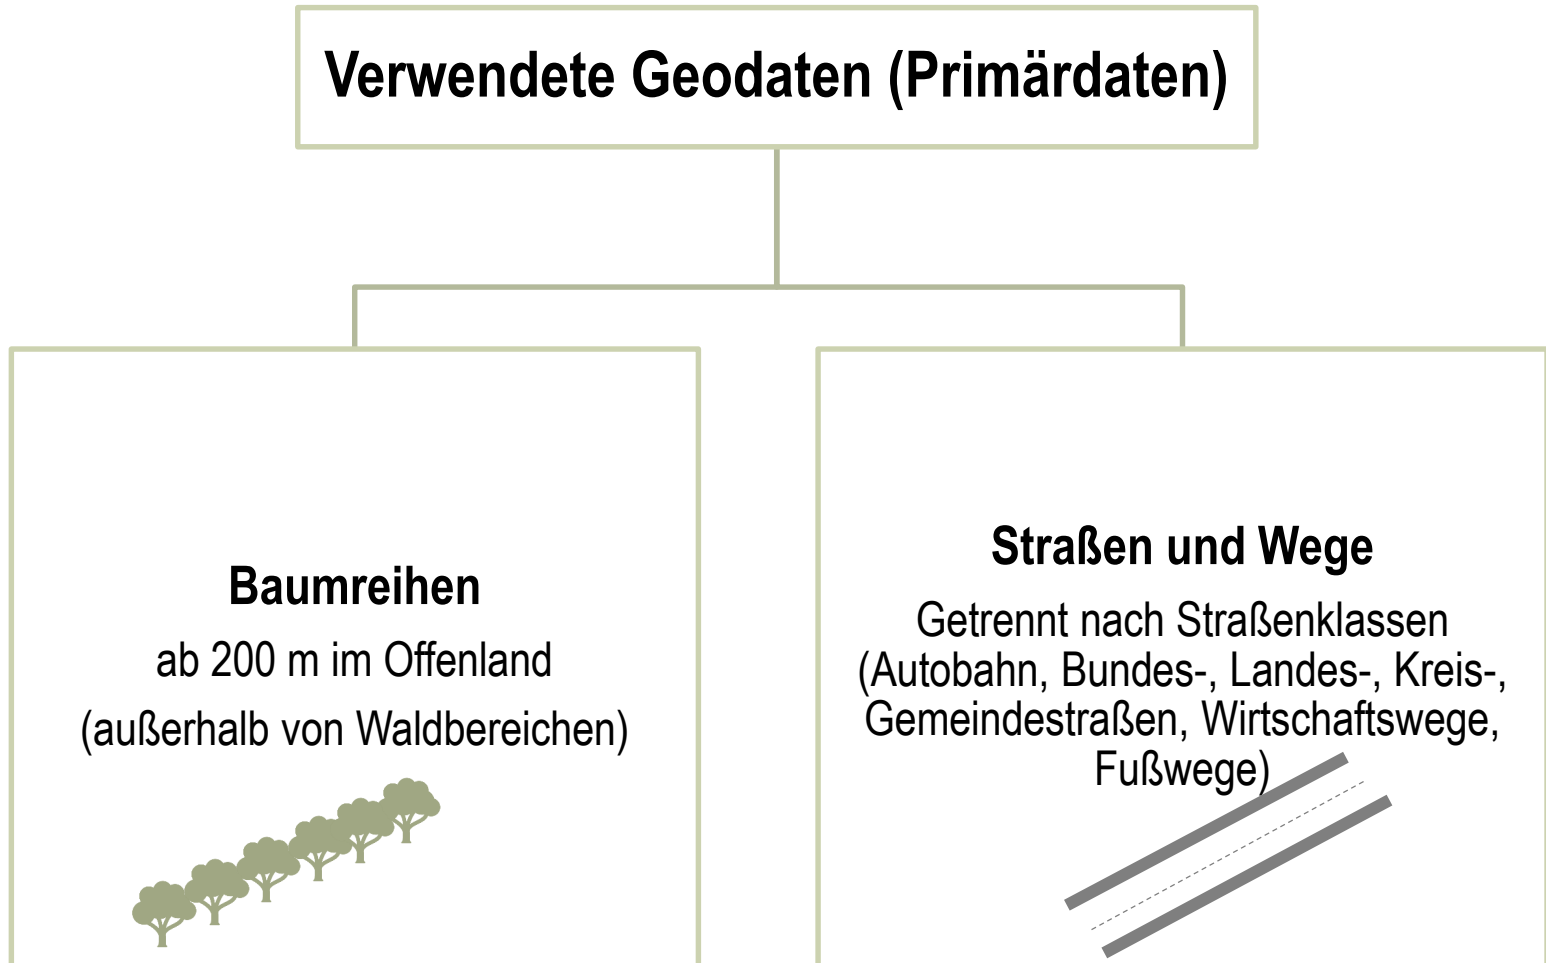 Verwendete Geodaten (Primärdaten)
Baumreihen
ab 200 m im Offenland
(außerhalb von Waldbereichen)
Straßen und Wege
Getrennt nach Straßenklassen
(Autobahn, Bundes-, Landes-, Kreis-,
Gemeindestraßen, Wirtschaftswege,
Fußwege)